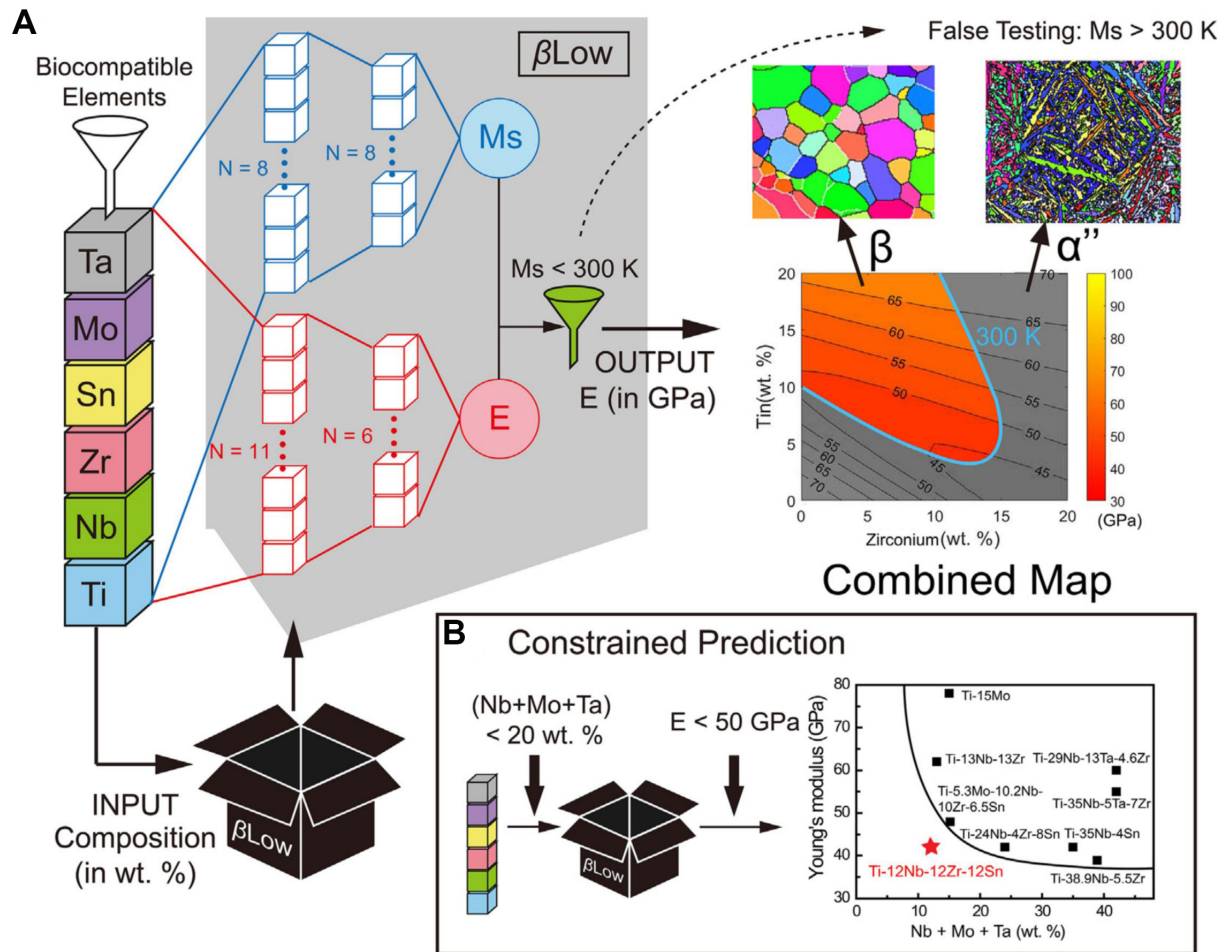 A
Biocompatible
Elements
Ta
Mo
Sn
Zr
Nb
Ti
INPUT
Composition
(in wt. %)
βLow
βLow
N = 8
N = 8
Ms
N = 11
N = 6
E
Ms < 300 K
OUTPUT
E (in GPa)
False Testing: Ms > 300 K
β
α’’
20
15
10
5
0
Tin(wt. %)
0
5
10
15
20
Zirconium(wt. %)
300 K
70
65
65
60
60
55
55
50
50
45
45
55
60
65
70
50
100
90
80
70
60
50
40
30
(GPa)
Combined Map
B
Constrained Prediction
(Nb+Mo+Ta)
< 20 wt. %
βLow
E < 50 GPa
Young's modulus (GPa)
80
70
60
50
40
30
Ti-15Mo
Ti-13Nb-13Zr
Ti-29Nb-13Ta-4.6Zr
Ti-5.3Mo-10.2Nb-
10Zr-6.5Sn
Ti-35Nb-5Ta-7Zr
Ti-24Nb-4Zr-8Sn
Ti-35Nb-4Sn
Ti-12Nb-12Zr-12Sn
Ti-38.9Nb-5.5Zr
0
10
20
30
40
Nb + Mo + Ta (wt. %)